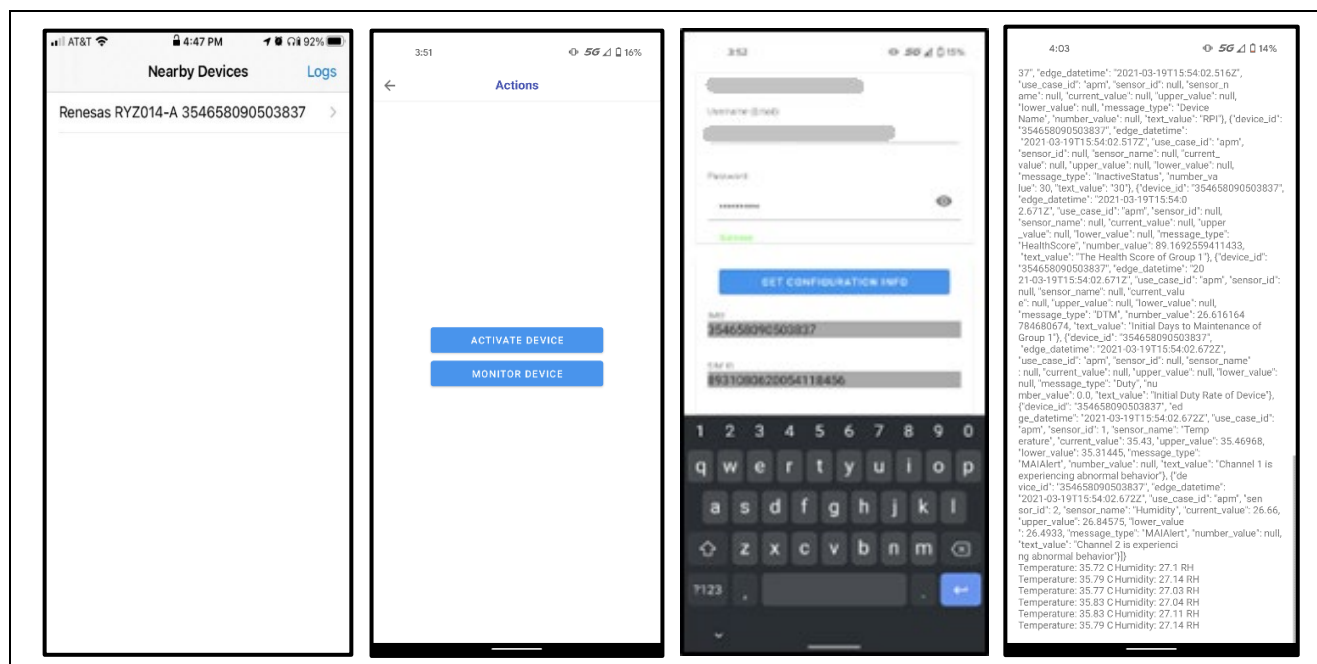 AT&T 4:47 PM 92%
Nearby Devices Logs
Renesas RYZ014-A 354658090503837 >
3:51 5G 16%
← Actions
ACTIVATE DEVICE
MONITOR DEVICE
3:52 5G 15%
Username (Email)
Password
••••••••••
Success
GET CONFIGURATION INFO
IMEI
354658090503837
SIM ID
8931080620054118456
1 2 3 4 5 6 7 8 9 0
q w e r t y u i o p
a s d f g h j k l
z x c v b n m
?123 , .
4:03 5G 14%
37", "edge_datetime": "2021-03-19T15:54:02.516Z",
"use_case_id": "apm", "sensor_id": null, "sensor_n
ame": null, "current_value": null, "upper_value": null,
"lower_value": null, "message_type": "Device
Name", "number_value": null, "text_value": "RPI"}, {"device_id":
"354658090503837", "edge_datetime":
"2021-03-19T15:54:02.517Z", "use_case_id": "apm",
"sensor_id": null, "sensor_name": null, "current_
value": null, "upper_value": null, "lower_value": null,
"message_type": "InactiveStatus", "number_va
lue": 30, "text_value": "30"}, {"device_id": "354658090503837",
"edge_datetime": "2021-03-19T15:54:0
2.671Z", "use_case_id": "apm", "sensor_id": null,
"sensor_name": null, "current_value": null, "upper
_value": null, "lower_value": null, "message_type":
"HealthScore", "number_value": 89.1692559411433,
"text_value": "The Health Score of Group 1"}, {"device_id":
"354658090503837", "edge_datetime": "20
21-03-19T15:54:02.671Z", "use_case_id": "apm", "sensor_id":
null, "sensor_name": null, "current_valu
e": null, "upper_value": null, "lower_value": null,
"message_type": "DTM", "number_value": 26.616164
784680674, "text_value": "Initial Days to Maintenance of
Group 1"}, {"device_id": "354658090503837",
"edge_datetime": "2021-03-19T15:54:02.672Z",
"use_case_id": "apm", "sensor_id": null, "sensor_name"
: null, "current_value": null, "upper_value": null, "lower_value":
null, "message_type": "Duty", "nu
mber_value": 0.0, "text_value": "Initial Duty Rate of Device"},
{"device_id": "354658090503837", "ed
ge_datetime": "2021-03-19T15:54:02.672Z", "use_case_id":
"apm", "sensor_id": 1, "sensor_name": "Temp
erature", "current_value": 35.43, "upper_value": 35.46968,
"lower_value": 35.31445, "message_type":
"MAIAlert", "number_value": null, "text_value": "Channel 1 is
experiencing abnormal behavior"}, {"de
vice_id": "354658090503837", "edge_datetime":
"2021-03-19T15:54:02.672Z", "use_case_id": "apm", "sen
sor_id": 2, "sensor_name": "Humidity", "current_value": 26.66,
"upper_value": 26.84575, "lower_value
": 26.4933, "message_type": "MAIAlert", "number_value": null,
"text_value": "Channel 2 is experienci
ng abnormal behavior"}]}
Temperature: 35.72 C Humidity: 27.1 RH
Temperature: 35.79 C Humidity: 27.14 RH
Temperature: 35.77 C Humidity: 27.03 RH
Temperature: 35.83 C Humidity: 27.04 RH
Temperature: 35.83 C Humidity: 27.11 RH
Temperature: 35.79 C Humidity: 27.14 RH